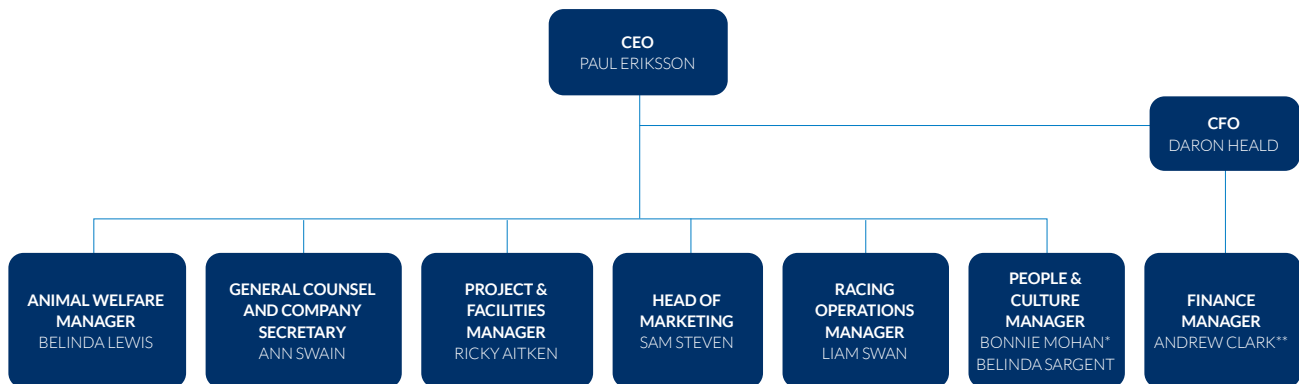 CEO
PAUL ERIKSSON
CFO
DARON HEALD
ANIMAL WELFARE
MANAGER
BELINDA LEWIS
GENERAL COUNSEL
AND COMPANY
SECRETARY
ANN SWAIN
PROJECT &
FACILITIES
MANAGER
RICKY AITKEN
HEAD OF
MARKETING
SAM STEVEN
RACING
OPERATIONS
MANAGER
LIAM SWAN
PEOPLE &
CULTURE
MANAGER
BONNIE MOHAN*
BELINDA SARGENT
FINANCE
MANAGER
ANDREW CLARK**